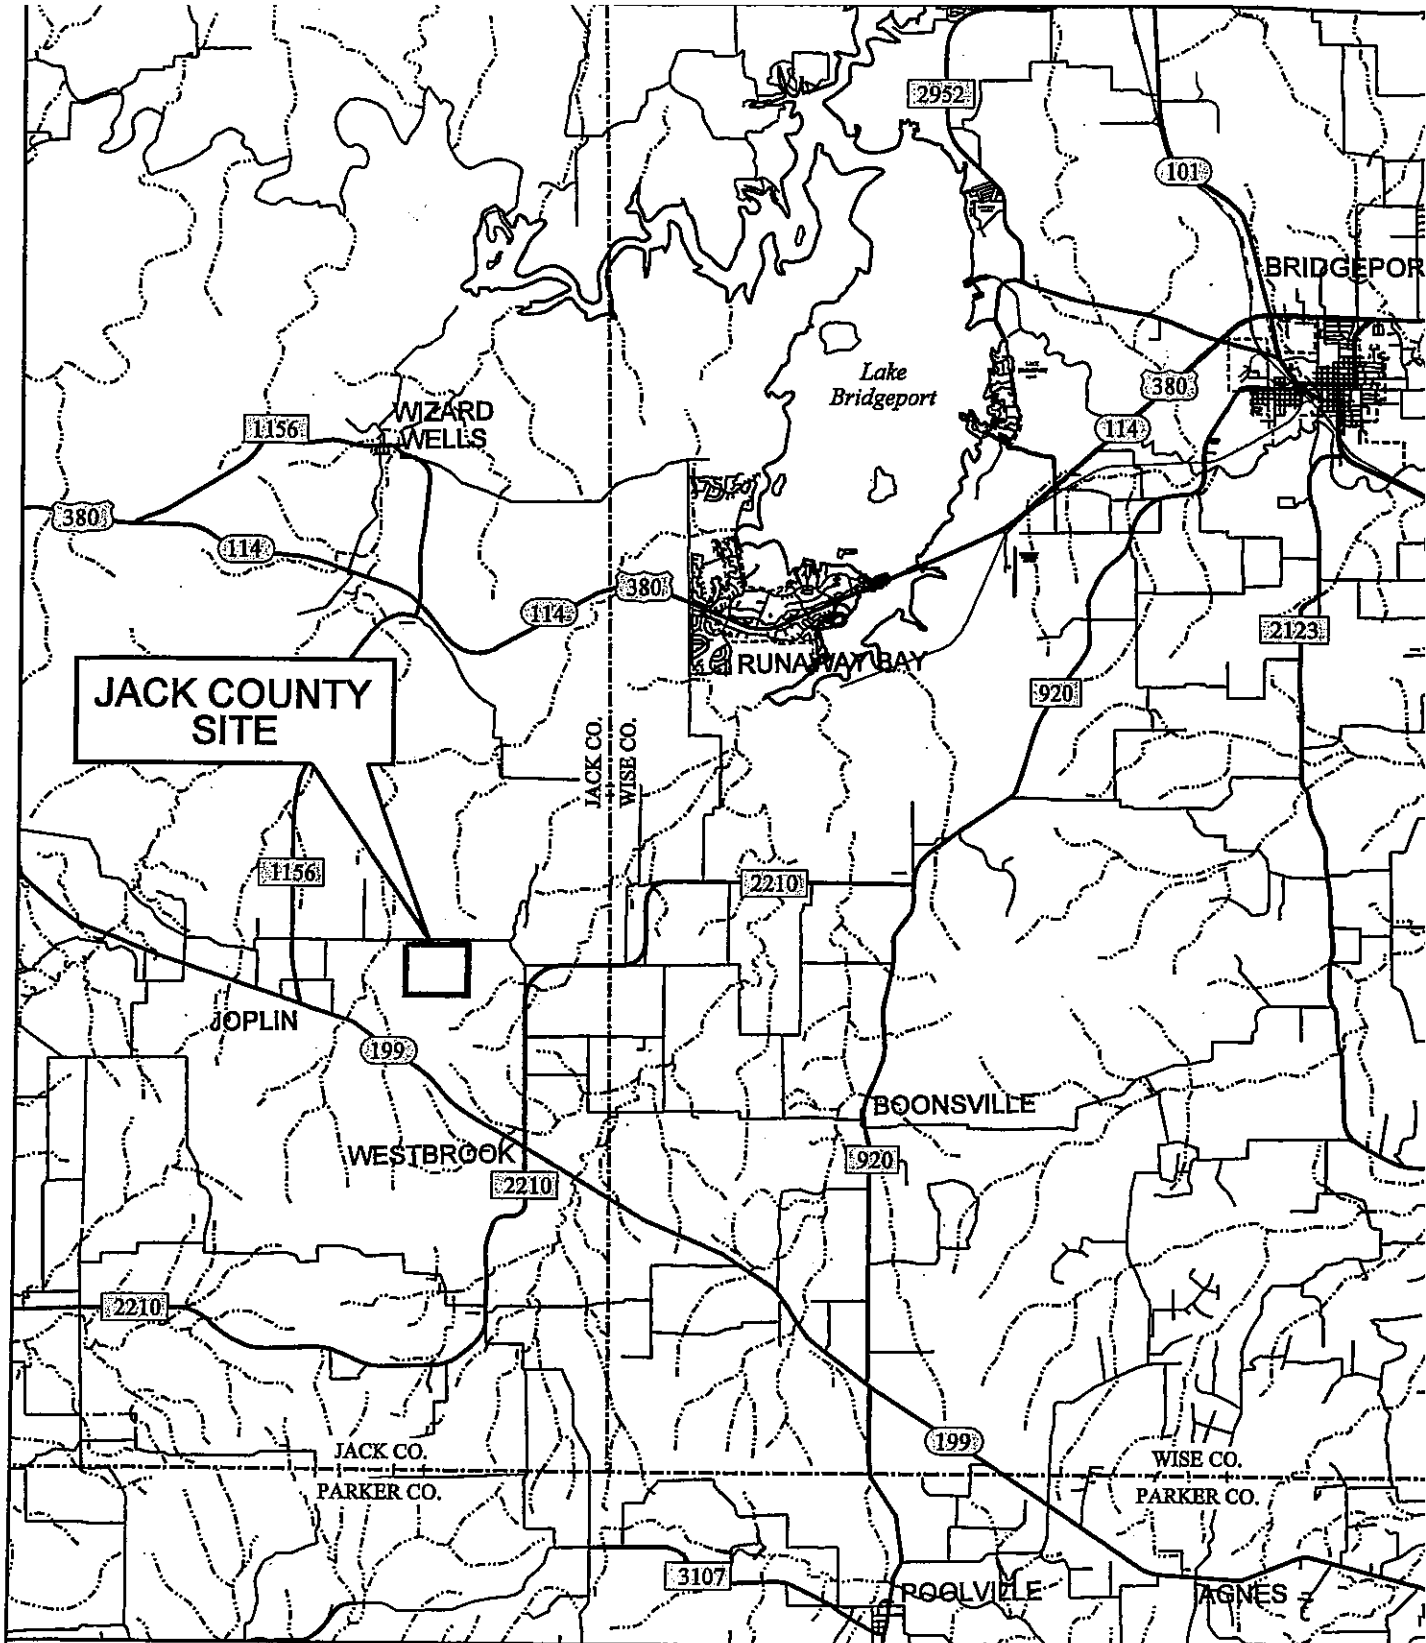 2952
101
BRIDGEPOR
Lake
Bridgeport
380
WIZARD
WELLS
1156
114
380
114
380
114
2123
RUNAWAY BAY
920
JACK COUNTY
SITE
JACK CO.
WISE CO.
1156
2210
JOPLIN
199
BOONSVILLE
WESTBROOK
920
2210
2210
199
JACK CO.
PARKER CO.
WISE CO.
PARKER CO.
3107
POOLVILLE
AGNES